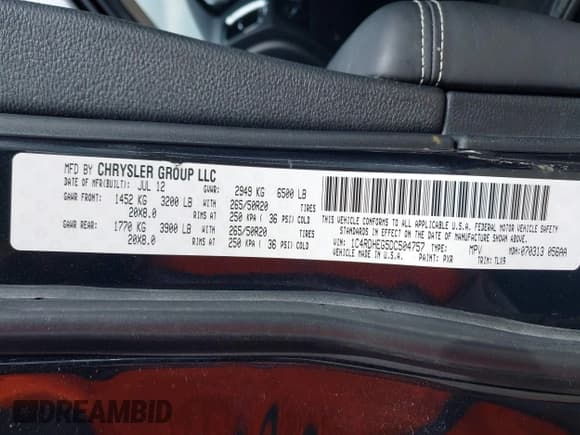 MFD BY CHRYSLER GROUP LLC
DATE OF MFR(BUILT): JUL 12 GVWR: 2949 KG 6500 LB
GAWR FRONT: 1452 KG 3200 LB WITH 265/50R20 TIRES
20X8.0 RIMS AT 250 KPA ( 36 PSI) COLD
GAWR REAR: 1770 KG 3900 LB WITH 265/50R20 TIRES
20X8.0 RIMS AT 250 KPA ( 36 PSI) COLD
THIS VEHICLE CONFORMS TO ALL APPLICABLE U.S.A. FEDERAL MOTOR VEHICLE SAFETY
STANDARDS IN EFFECT ON THE DATE OF MANUFACTURE SHOWN ABOVE.
VIN: 1C4RDHEG5DC504757 TYPE: MPV MDH:070313 056AA
VEHICLE MADE IN U.S.A. PAINT: PXR TRIM:TLX9
DREAMBID